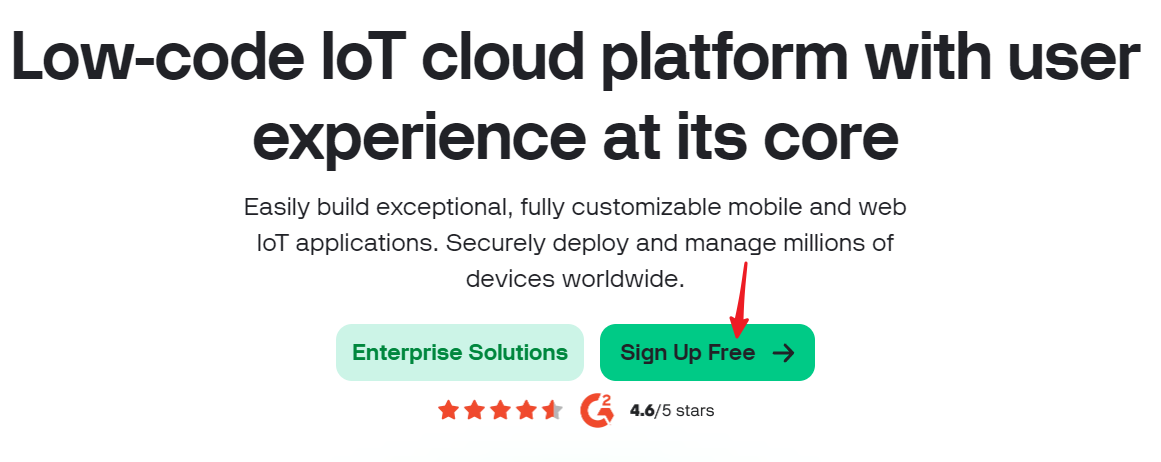 Low-code IoT cloud platform with user
experience at its core
Easily build exceptional, fully customizable mobile and web
IoT applications. Securely deploy and manage millions of
devices worldwide.
Enterprise Solutions
Sign Up Free →
G2
4.6/5 stars